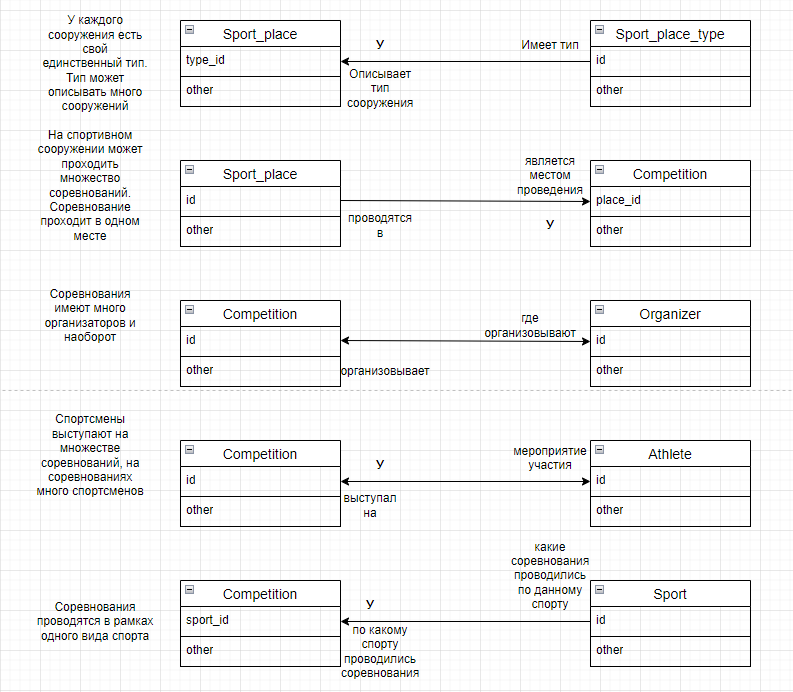 У каждого
сооружения есть
свой
единственный тип.
Тип может
описывать много
сооружений
Sport_place
type_id
other
У
Имеет тип
Описывает
тип
сооружения
Sport_place_type
id
other
На спортивном
сооружении может
проходить
множество
соревнований.
Соревнование
проходит в одном
месте
Sport_place
id
other
проводятся
в
является
местом
проведения
У
Competition
place_id
other
Соревнования
имеют много
организаторов и
наоборот
Competition
id
other
организовывает
где
организовывают
Organizer
id
other
Спортсмены
выступают на
множестве
соревнований, на
соревнованиях
много спортсменов
Competition
id
other
У
выступал
на
мероприятие
участия
Athlete
id
other
Соревнования
проводятся в рамках
одного вида спорта
Competition
sport_id
other
У
по какому
спорту
проводились
соревнования
какие
соревнования
проводились
по данному
спорту
Sport
id
other